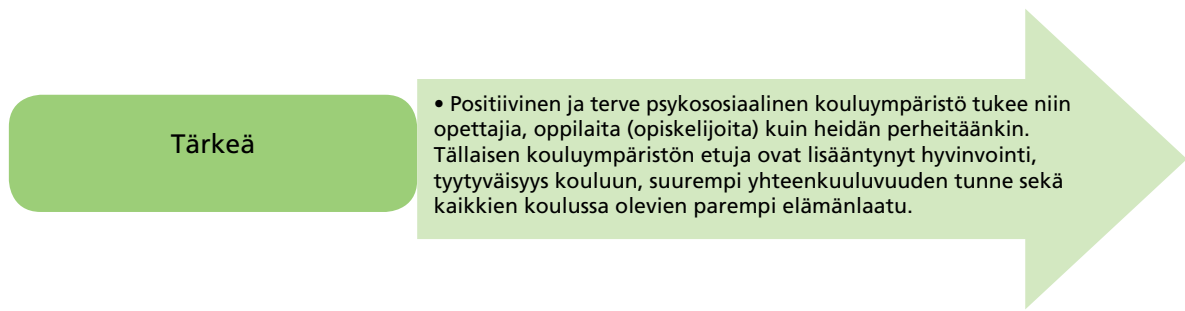 Tärkeä
• Positiivinen ja terve psykososiaalinen kouluympäristö tukee niin
opettajia, oppilaita (opiskelijoita) kuin heidän perheitäänkin.
Tällaisen kouluympäristön etuja ovat lisääntynyt hyvinvointi,
tyytyväisyys kouluun, suurempi yhteenkuuluvuuden tunne sekä
kaikkien koulussa olevien parempi elämänlaatu.